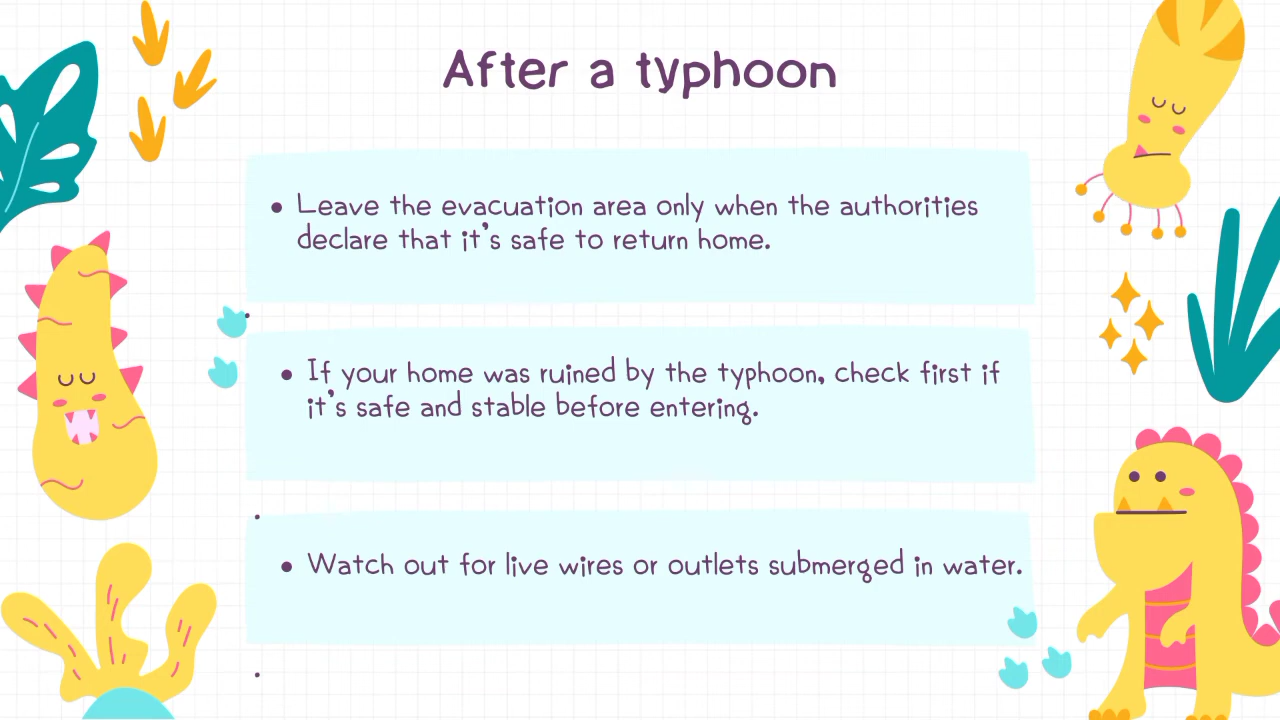 After a typhoon
• Leave the evacuation area only when the authorities
declare that it's safe to return home.
• If your home was ruined by the typhoon, check first if
it's safe and stable before entering.
• Watch out for live wires or outlets submerged in water.